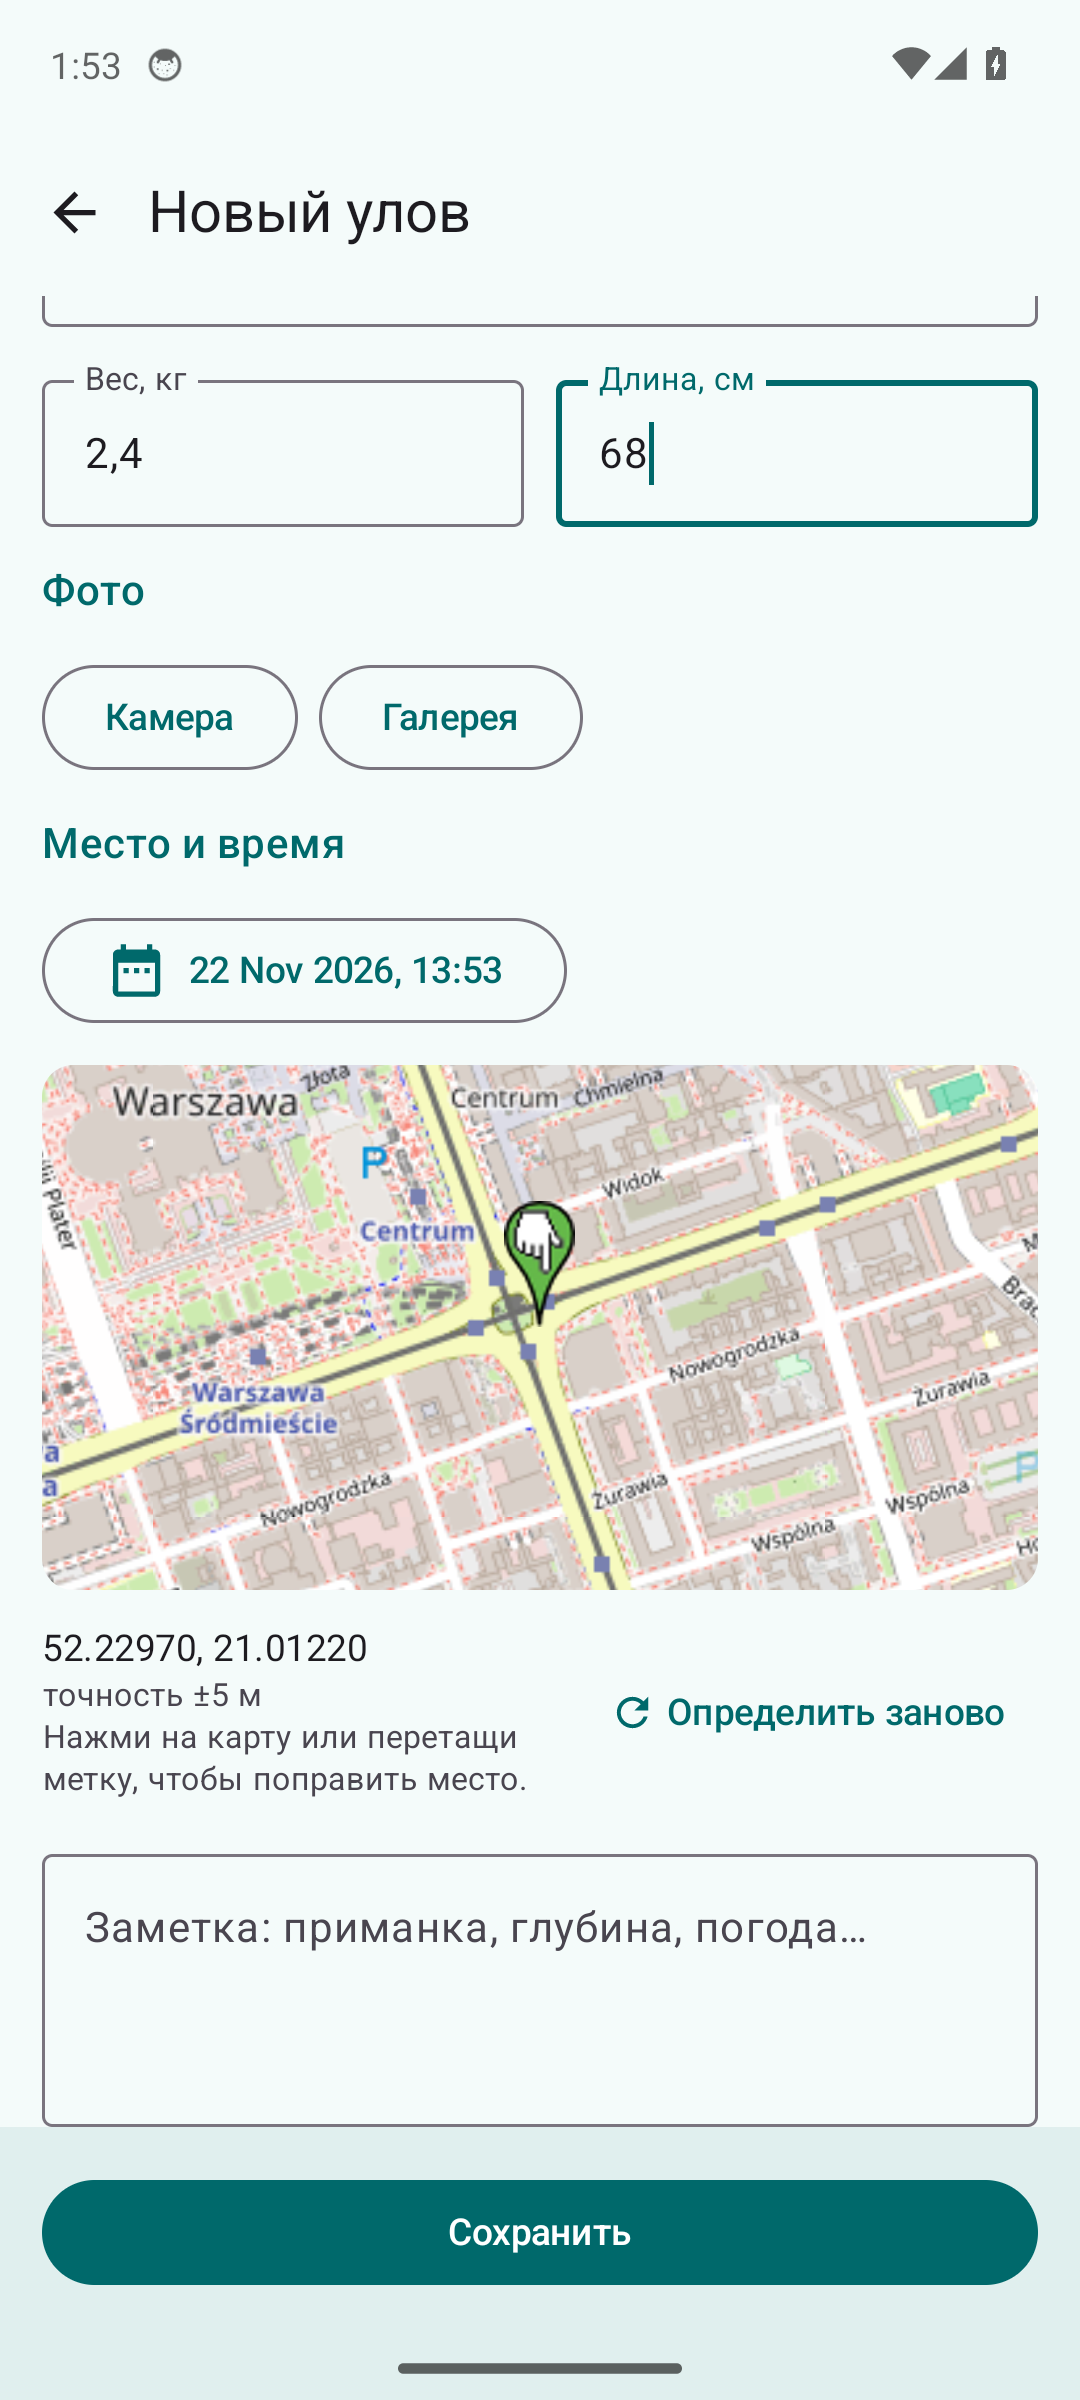 1:53
Новый улов
Вес, кг
Длина, см
2,4
68
Фото
Камера
Галерея
Место и время
22 Nov 2026, 13:53
Złota
Warszawa
Centrum
Chmielna
P
Widok
Centrum
Nowogrodzka
Żurawia
Warszawa
Śródmieście
a
a
Nowogrodzka
Żurawia
Wspólna
Wspólna
P
52.22970, 21.01220
точность ±5 м
Нажми на карту или перетащи
метку, чтобы поправить место.
Определить заново
Заметка: приманка, глубина, погода…
Сохранить